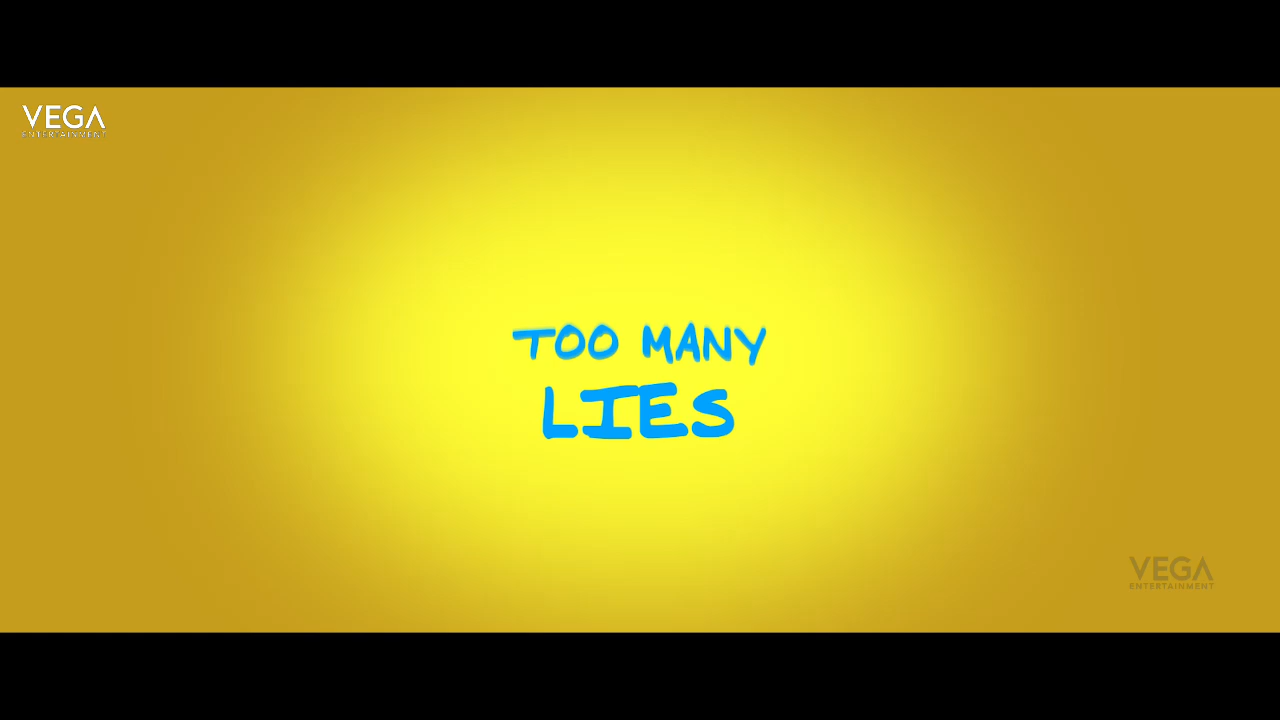 VEGA
ENTERTAINMENT
TOO MANY
LIES
VEGA
ENTERTAINMENT